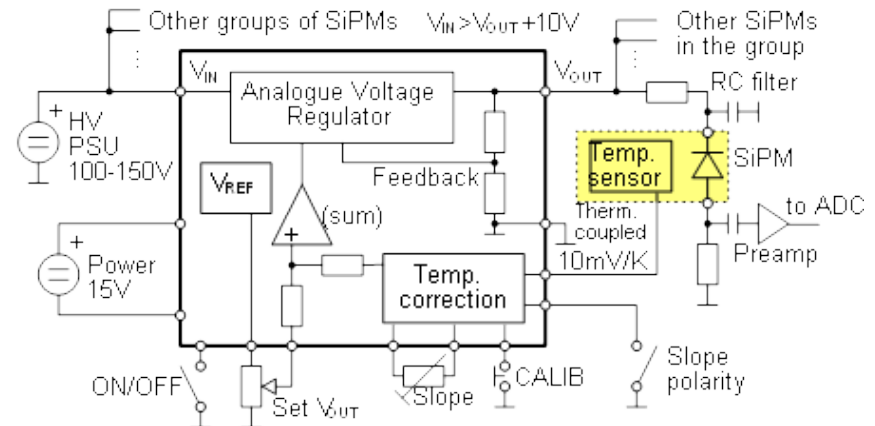 Other groups of SiPMs
VIN>VOUT+10V
Other SiPMs
in the group
VIN
VOUT
RC filter
Analogue Voltage
Regulator
+
HV
PSU
100-150V
Temp.
sensor
SiPM
Feedback
VREF
(sum)
+
Therm.
coupled
to ADC
Preamp
10mV/K
+
Power
15V
Temp.
correction
ON/OFF
Set VOUT
Slope
CALIB
Slope
polarity